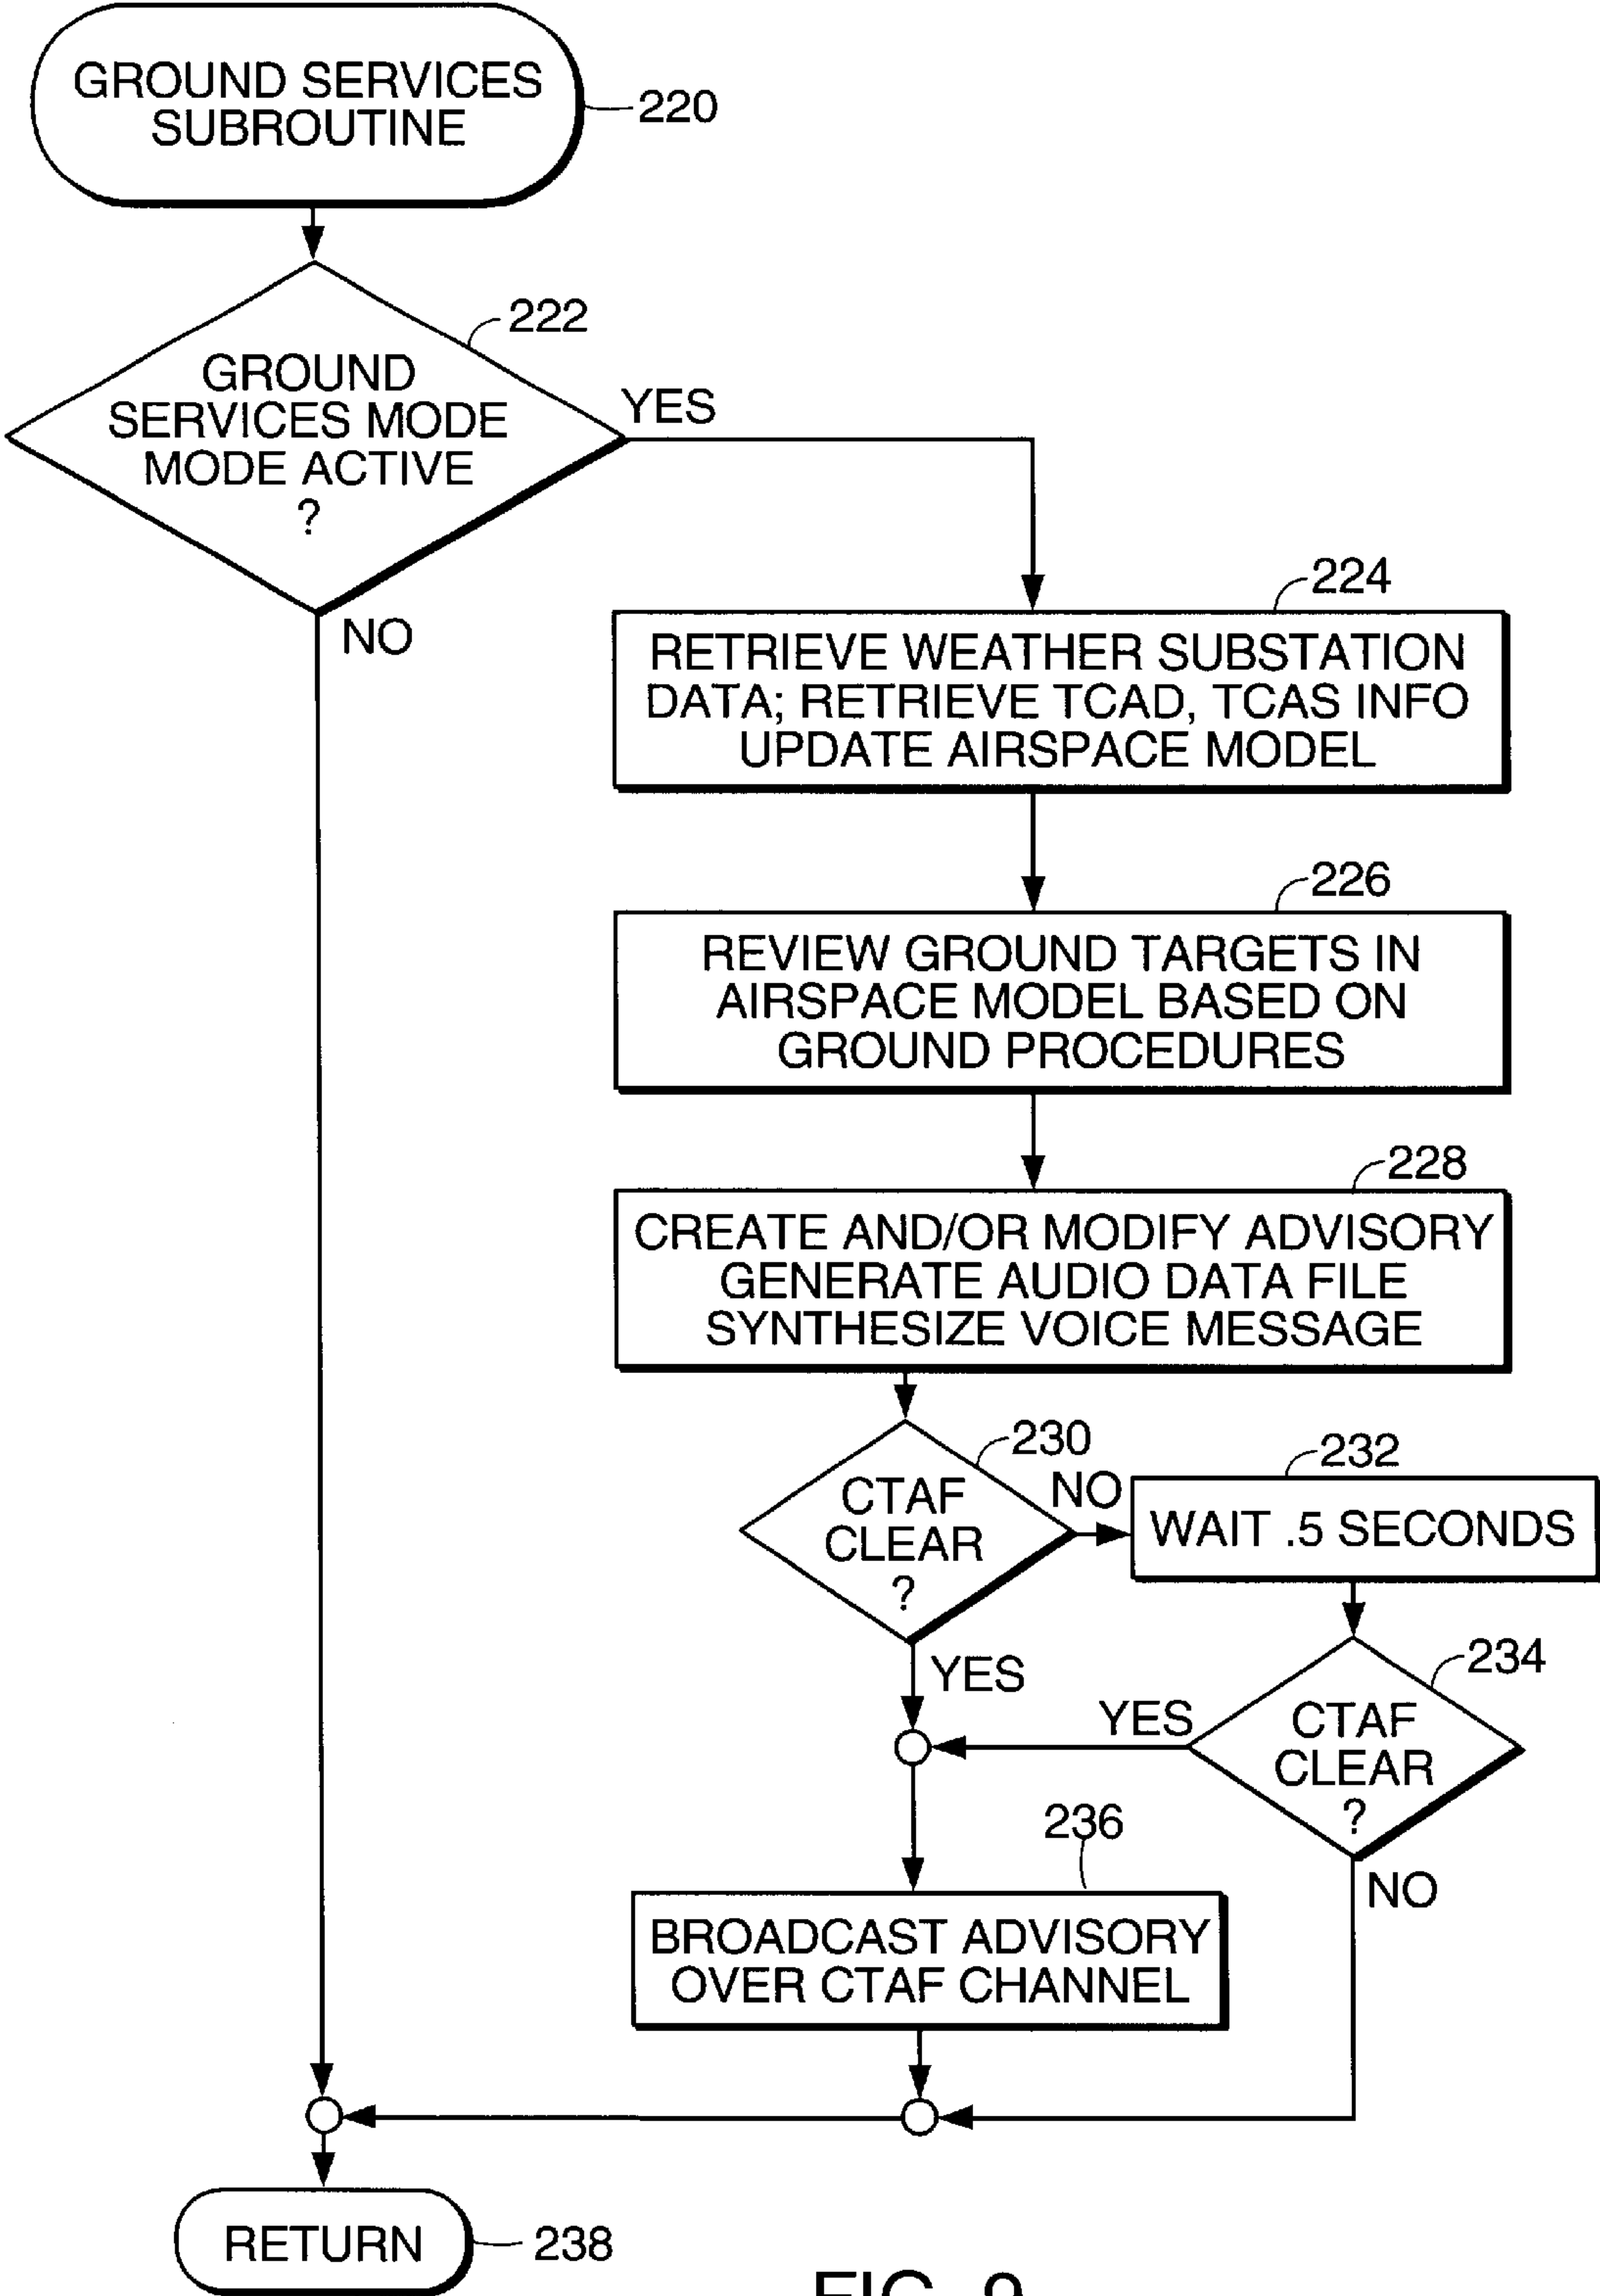 GROUND SERVICES
SUBROUTINE
220
222
GROUND
SERVICES MODE
MODE ACTIVE
?
YES
NO
224
RETRIEVE WEATHER SUBSTATION
DATA; RETRIEVE TCAD, TCAS INFO
UPDATE AIRSPACE MODEL
226
REVIEW GROUND TARGETS IN
AIRSPACE MODEL BASED ON
GROUND PROCEDURES
228
CREATE AND/OR MODIFY ADVISORY
GENERATE AUDIO DATA FILE
SYNTHESIZE VOICE MESSAGE
230
CTAF
CLEAR
?
NO
232
WAIT .5 SECONDS
YES
234
CTAF
CLEAR
?
YES
NO
236
BROADCAST ADVISORY
OVER CTAF CHANNEL
RETURN
238
FIG. 9